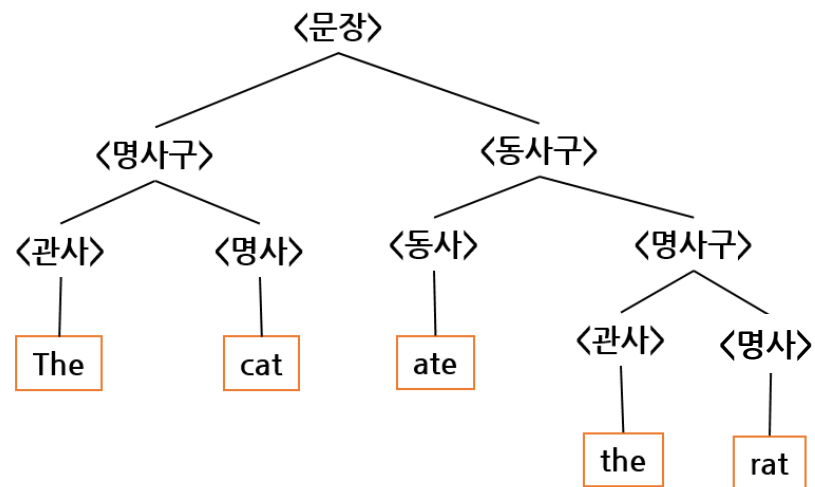 <문장>
<명사구> <동사구>
<관사> <명사> <동사> <명사구>
The cat ate <관사> <명사>
the rat